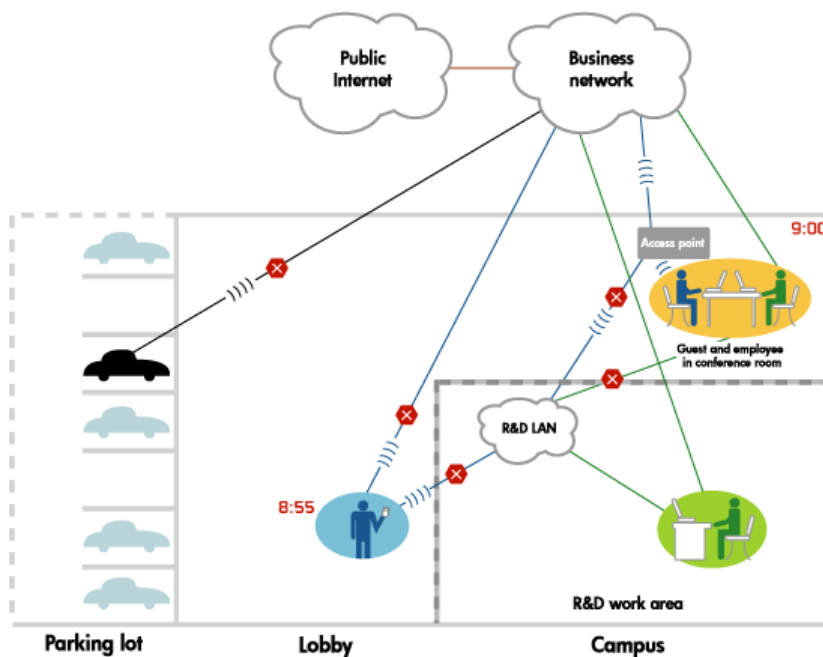 Public
Internet
Business
network
Access point
9:00
Guest and employee
in conference room
R&D LAN
8:55
R&D work area
Parking lot
Lobby
Campus